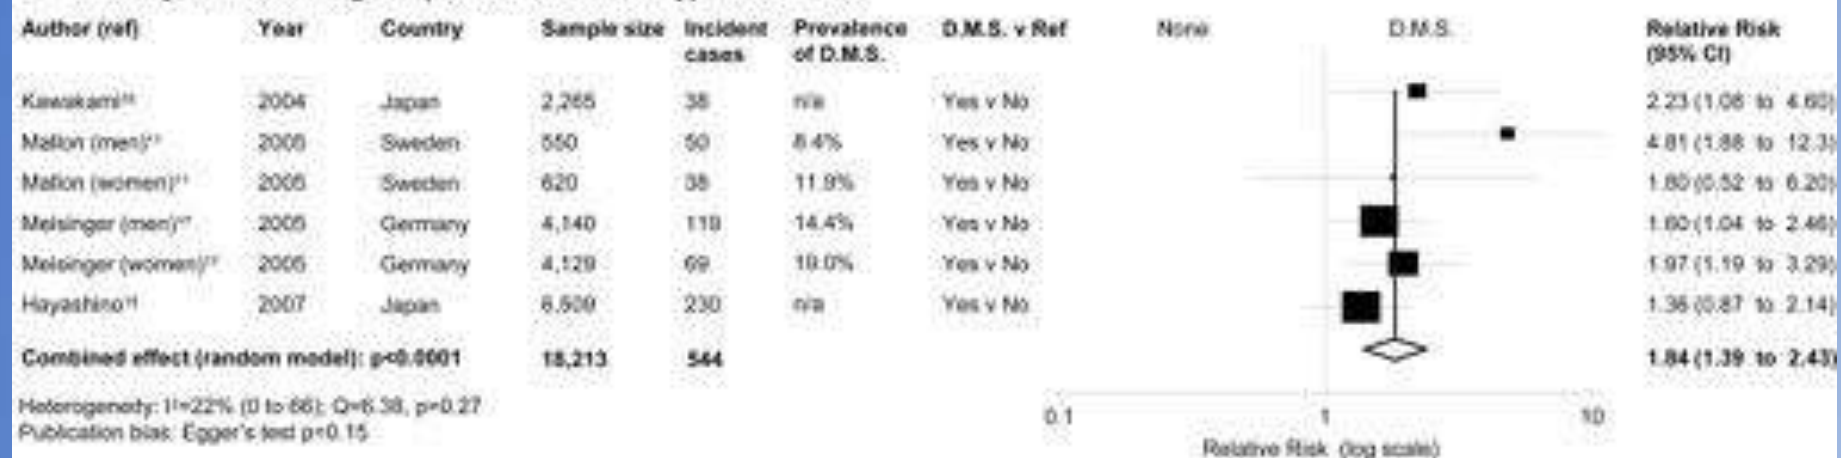 Author (ref) Year Country Sample size Incident cases Prevalence of D.M.S. D.M.S. v Ref None D.M.S. Relative Risk (95% CI)
Kawakami 2004 Japan 2,265 38 n/a Yes v No 2.23 (1.08 to 4.60)
Mallon (men) 2005 Sweden 550 50 8.4% Yes v No 4.81 (1.88 to 12.3)
Mallon (women) 2005 Sweden 620 38 11.9% Yes v No 1.80 (0.52 to 6.20)
Meisinger (men) 2005 Germany 4,140 119 14.4% Yes v No 1.60 (1.04 to 2.46)
Meisinger (women) 2005 Germany 4,129 69 19.0% Yes v No 1.97 (1.19 to 3.29)
Hayashino 2007 Japan 6,509 230 n/a Yes v No 1.36 (0.87 to 2.14)
Combined effect (random model): p<0.0001 18,213 544 1.84 (1.39 to 2.43)
Heterogeneity: I²=22% (0 to 66); Q=6.38, p=0.27
Publication bias: Egger's test p=0.15
0.1 1 10
Relative Risk (log scale)